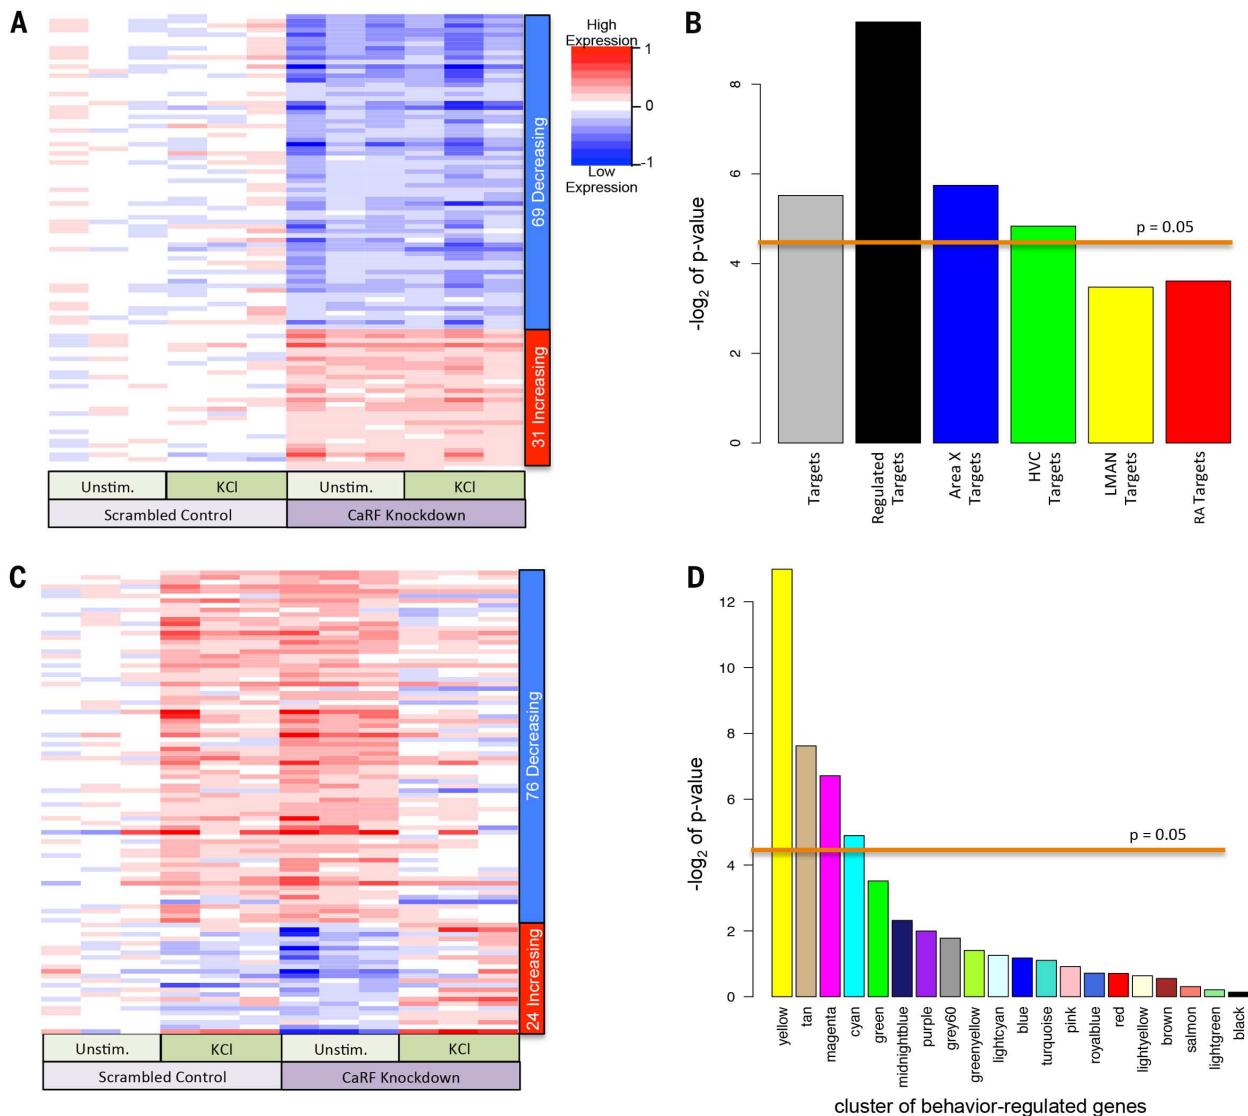 A
High
Expression
1
0
-1
Low
Expression
69 Decreasing
31 Increasing
Unstim.
KCl
Unstim.
KCl
Scrambled Control
CaRF Knockdown
B
-log2 of p-value
8
6
4
2
0
p = 0.05
Targets
Regulated
Targets
Area X
Targets
HVC
Targets
LMAN
Targets
RA Targets
C
76 Decreasing
24 Increasing
Unstim.
KCl
Unstim.
KCl
Scrambled Control
CaRF Knockdown
D
-log2 of p-value
12
10
8
6
4
2
0
p = 0.05
yellow
tan
magenta
cyan
green
midnightblue
purple
grey60
greenyellow
lightcyan
blue
turquoise
pink
royalblue
red
lightyellow
brown
salmon
lightgreen
black
cluster of behavior-regulated genes